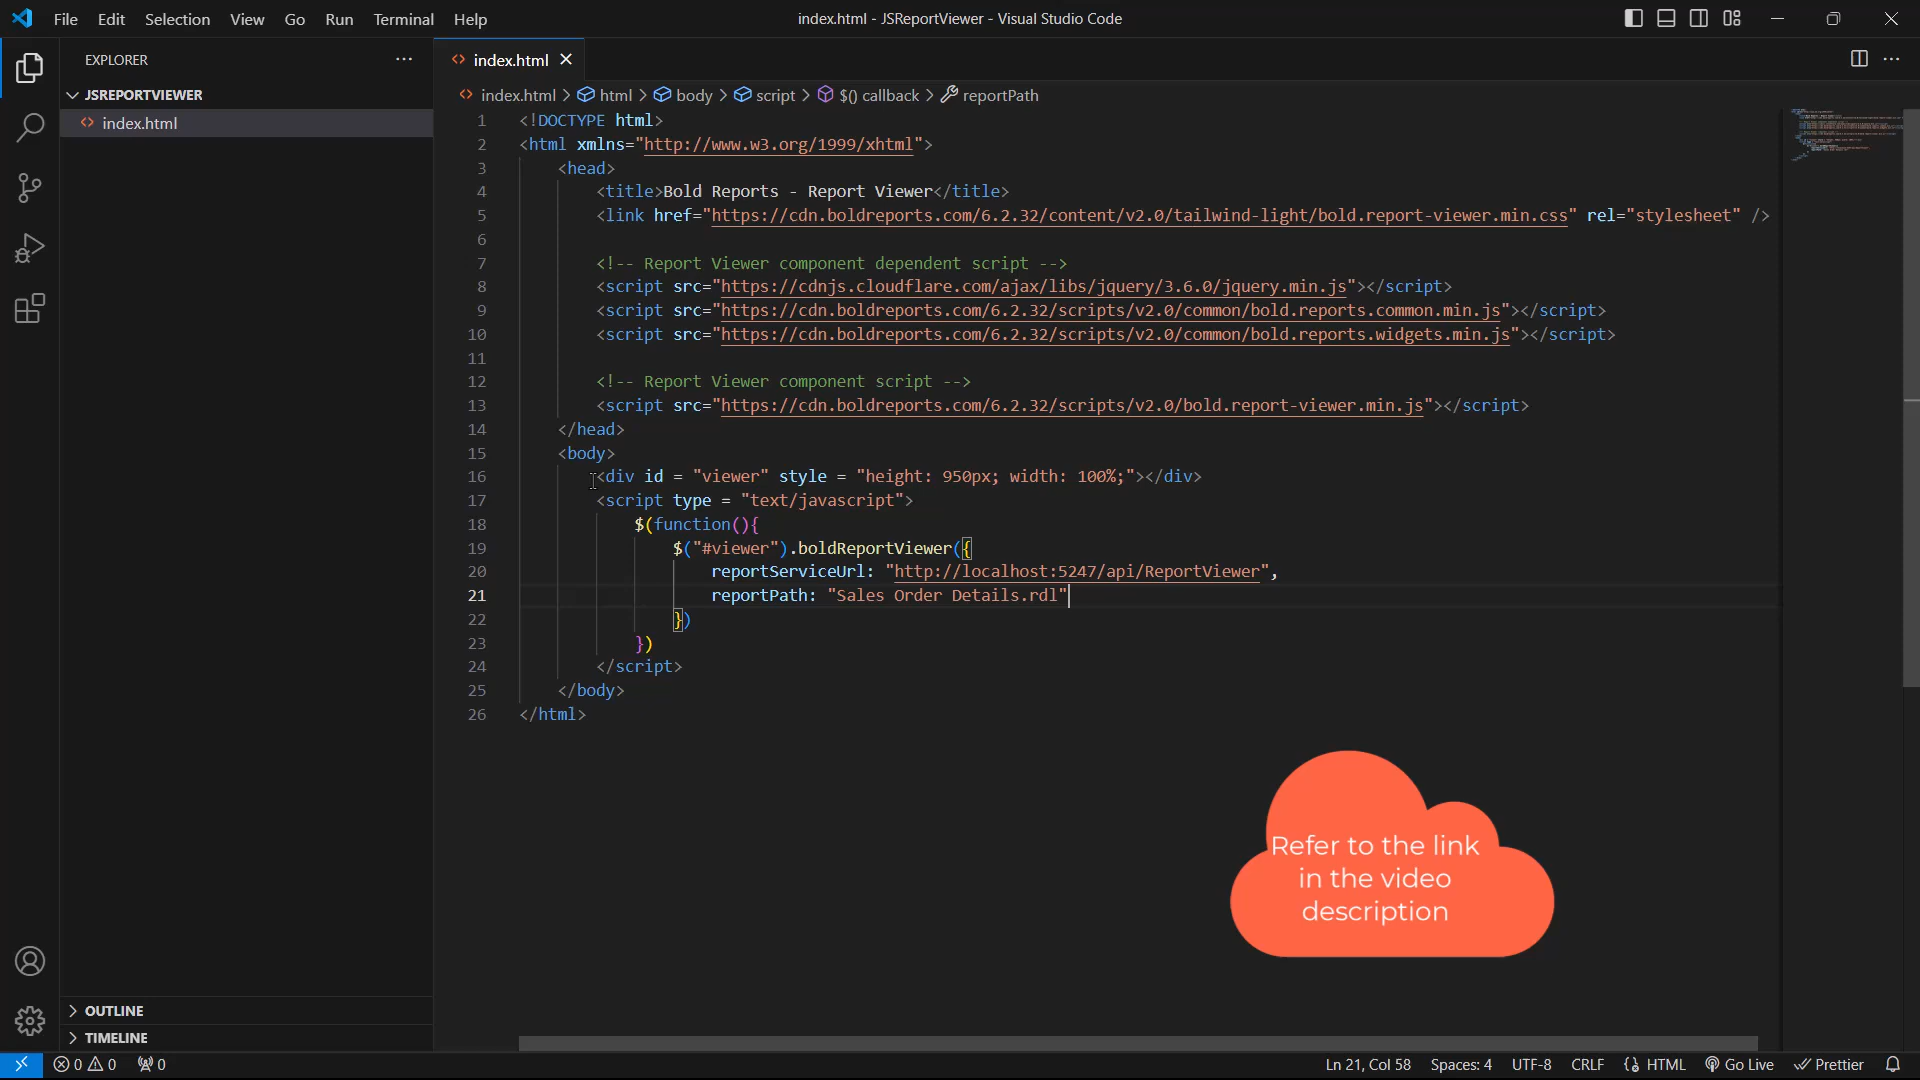 File Edit Selection View Go Run Terminal Help
index.html - JSReportViewer - Visual Studio Code
EXPLORER
JSREPORTVIEWER
index.html
index.html
index.html > html > body > script > $() callback > reportPath
1 <!DOCTYPE html>
2 <html xmlns="http://www.w3.org/1999/xhtml">
3 <head>
4 <title>Bold Reports - Report Viewer</title>
5 <link href="https://cdn.boldreports.com/6.2.32/content/v2.0/tailwind-light/bold.report-viewer.min.css" rel="stylesheet" />
6
7 <!-- Report Viewer component dependent script -->
8 <script src="https://cdnjs.cloudflare.com/ajax/libs/jquery/3.6.0/jquery.min.js"></script>
9 <script src="https://cdn.boldreports.com/6.2.32/scripts/v2.0/common/bold.reports.common.min.js"></script>
10 <script src="https://cdn.boldreports.com/6.2.32/scripts/v2.0/common/bold.reports.widgets.min.js"></script>
11
12 <!-- Report Viewer component script -->
13 <script src="https://cdn.boldreports.com/6.2.32/scripts/v2.0/bold.report-viewer.min.js"></script>
14 </head>
15 <body>
16 <div id = "viewer" style = "height: 950px; width: 100%;"></div>
17 <script type = "text/javascript">
18 $(function(){
19 $("#viewer").boldReportViewer({
20 reportServiceUrl: "http://localhost:5247/api/ReportViewer",
21 reportPath: "Sales Order Details.rdl"
22 })
23 })
24 </script>
25 </body>
26 </html>
Refer to the link
in the video
description
OUTLINE
TIMELINE
0 0 0
Ln 21, Col 58 Spaces: 4 UTF-8 CRLF {} HTML Go Live Prettier